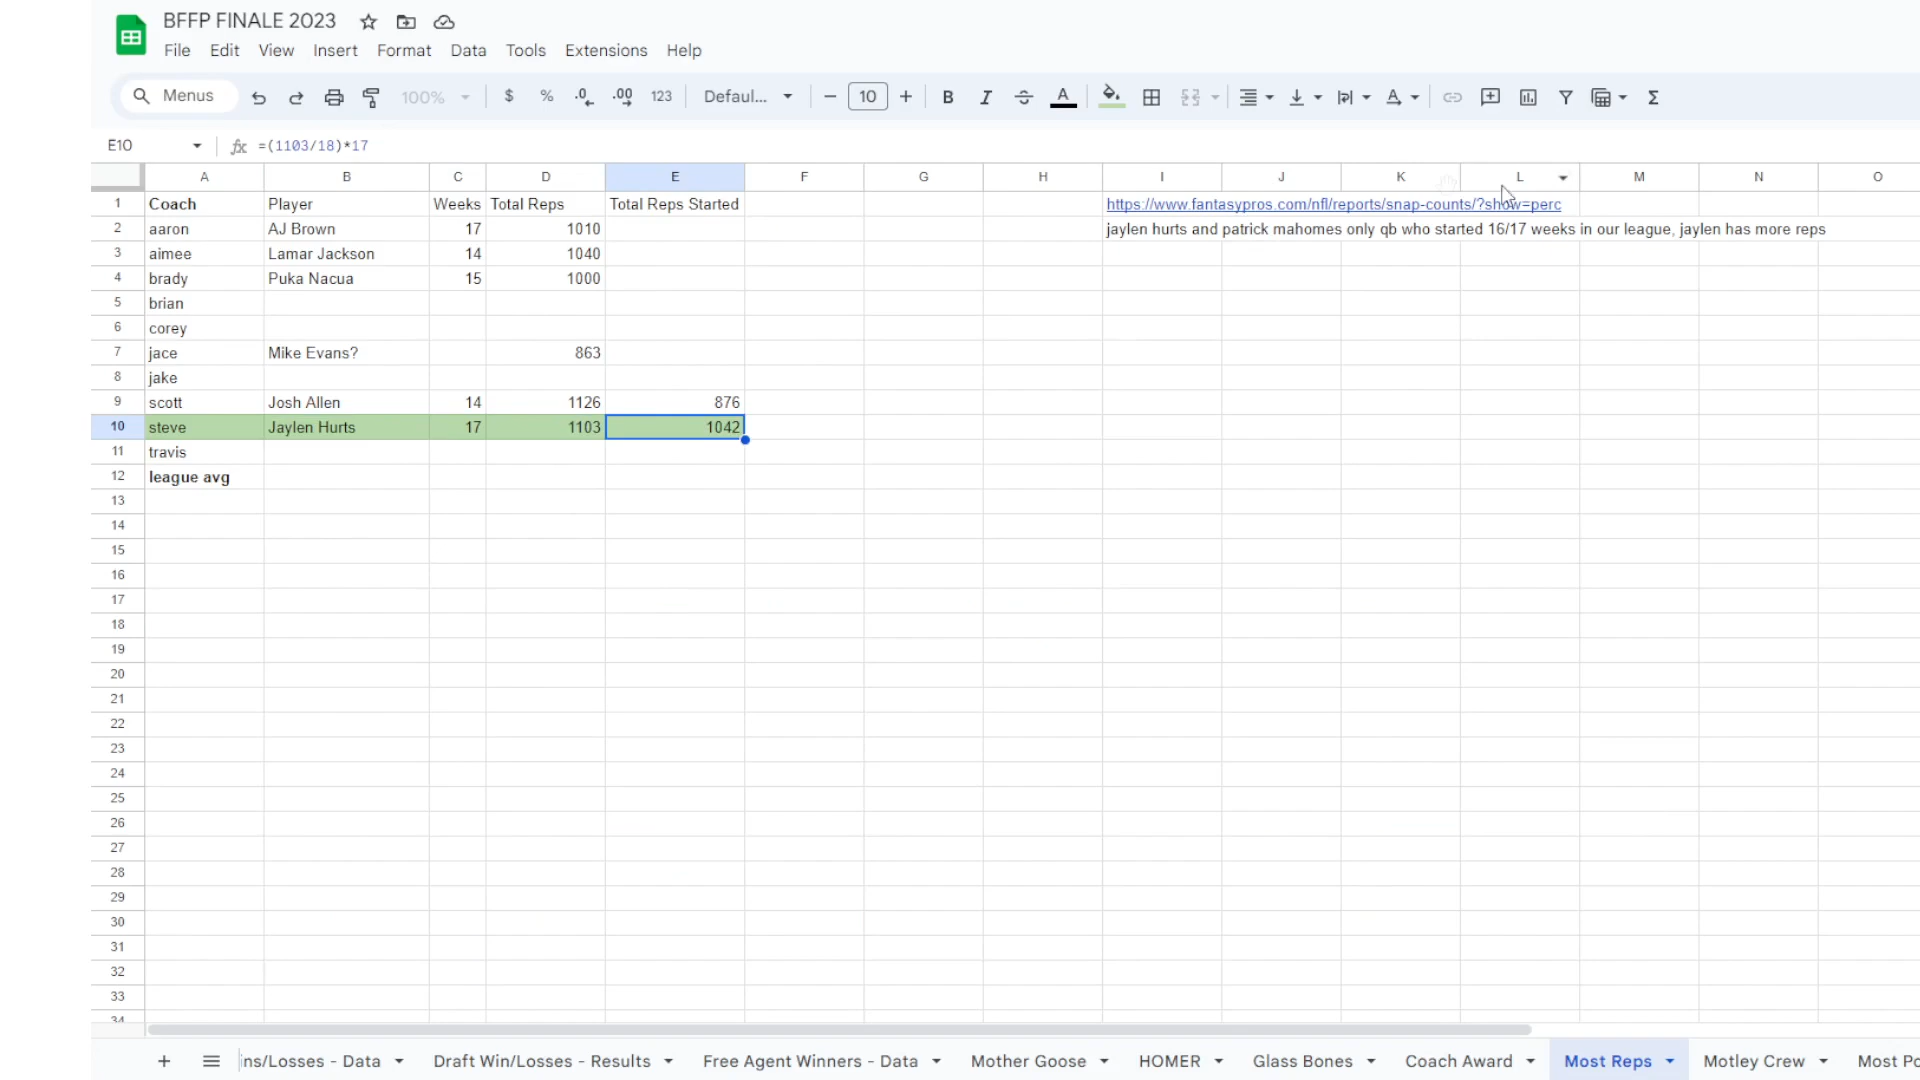 BFFP FINALE 2023
File Edit View Insert Format Data Tools Extensions Help
Menus 100% $ % .0 .00 123 Defaul... 10 B I A
E10 fx =(1103/18)*17
A B C D E F G H I J K L M N O
1 Coach Player Weeks Total Reps Total Reps Started https://www.fantasypros.com/nfl/reports/snap-counts/?show=perc
2 aaron AJ Brown 17 1010 jaylen hurts and patrick mahomes only qb who started 16/17 weeks in our league, jaylen has more reps
3 aimee Lamar Jackson 14 1040
4 brady Puka Nacua 15 1000
5 brian
6 corey
7 jace Mike Evans? 863
8 jake
9 scott Josh Allen 14 1126 876
10 steve Jaylen Hurts 17 1103 1042
11 travis
12 league avg
13
14
15
16
17
18
19
20
21
22
23
24
25
26
27
28
29
30
31
32
33
34
ins/Losses - Data Draft Win/Losses - Results Free Agent Winners - Data Mother Goose HOMER Glass Bones Coach Award Most Reps Motley Crew Most Po